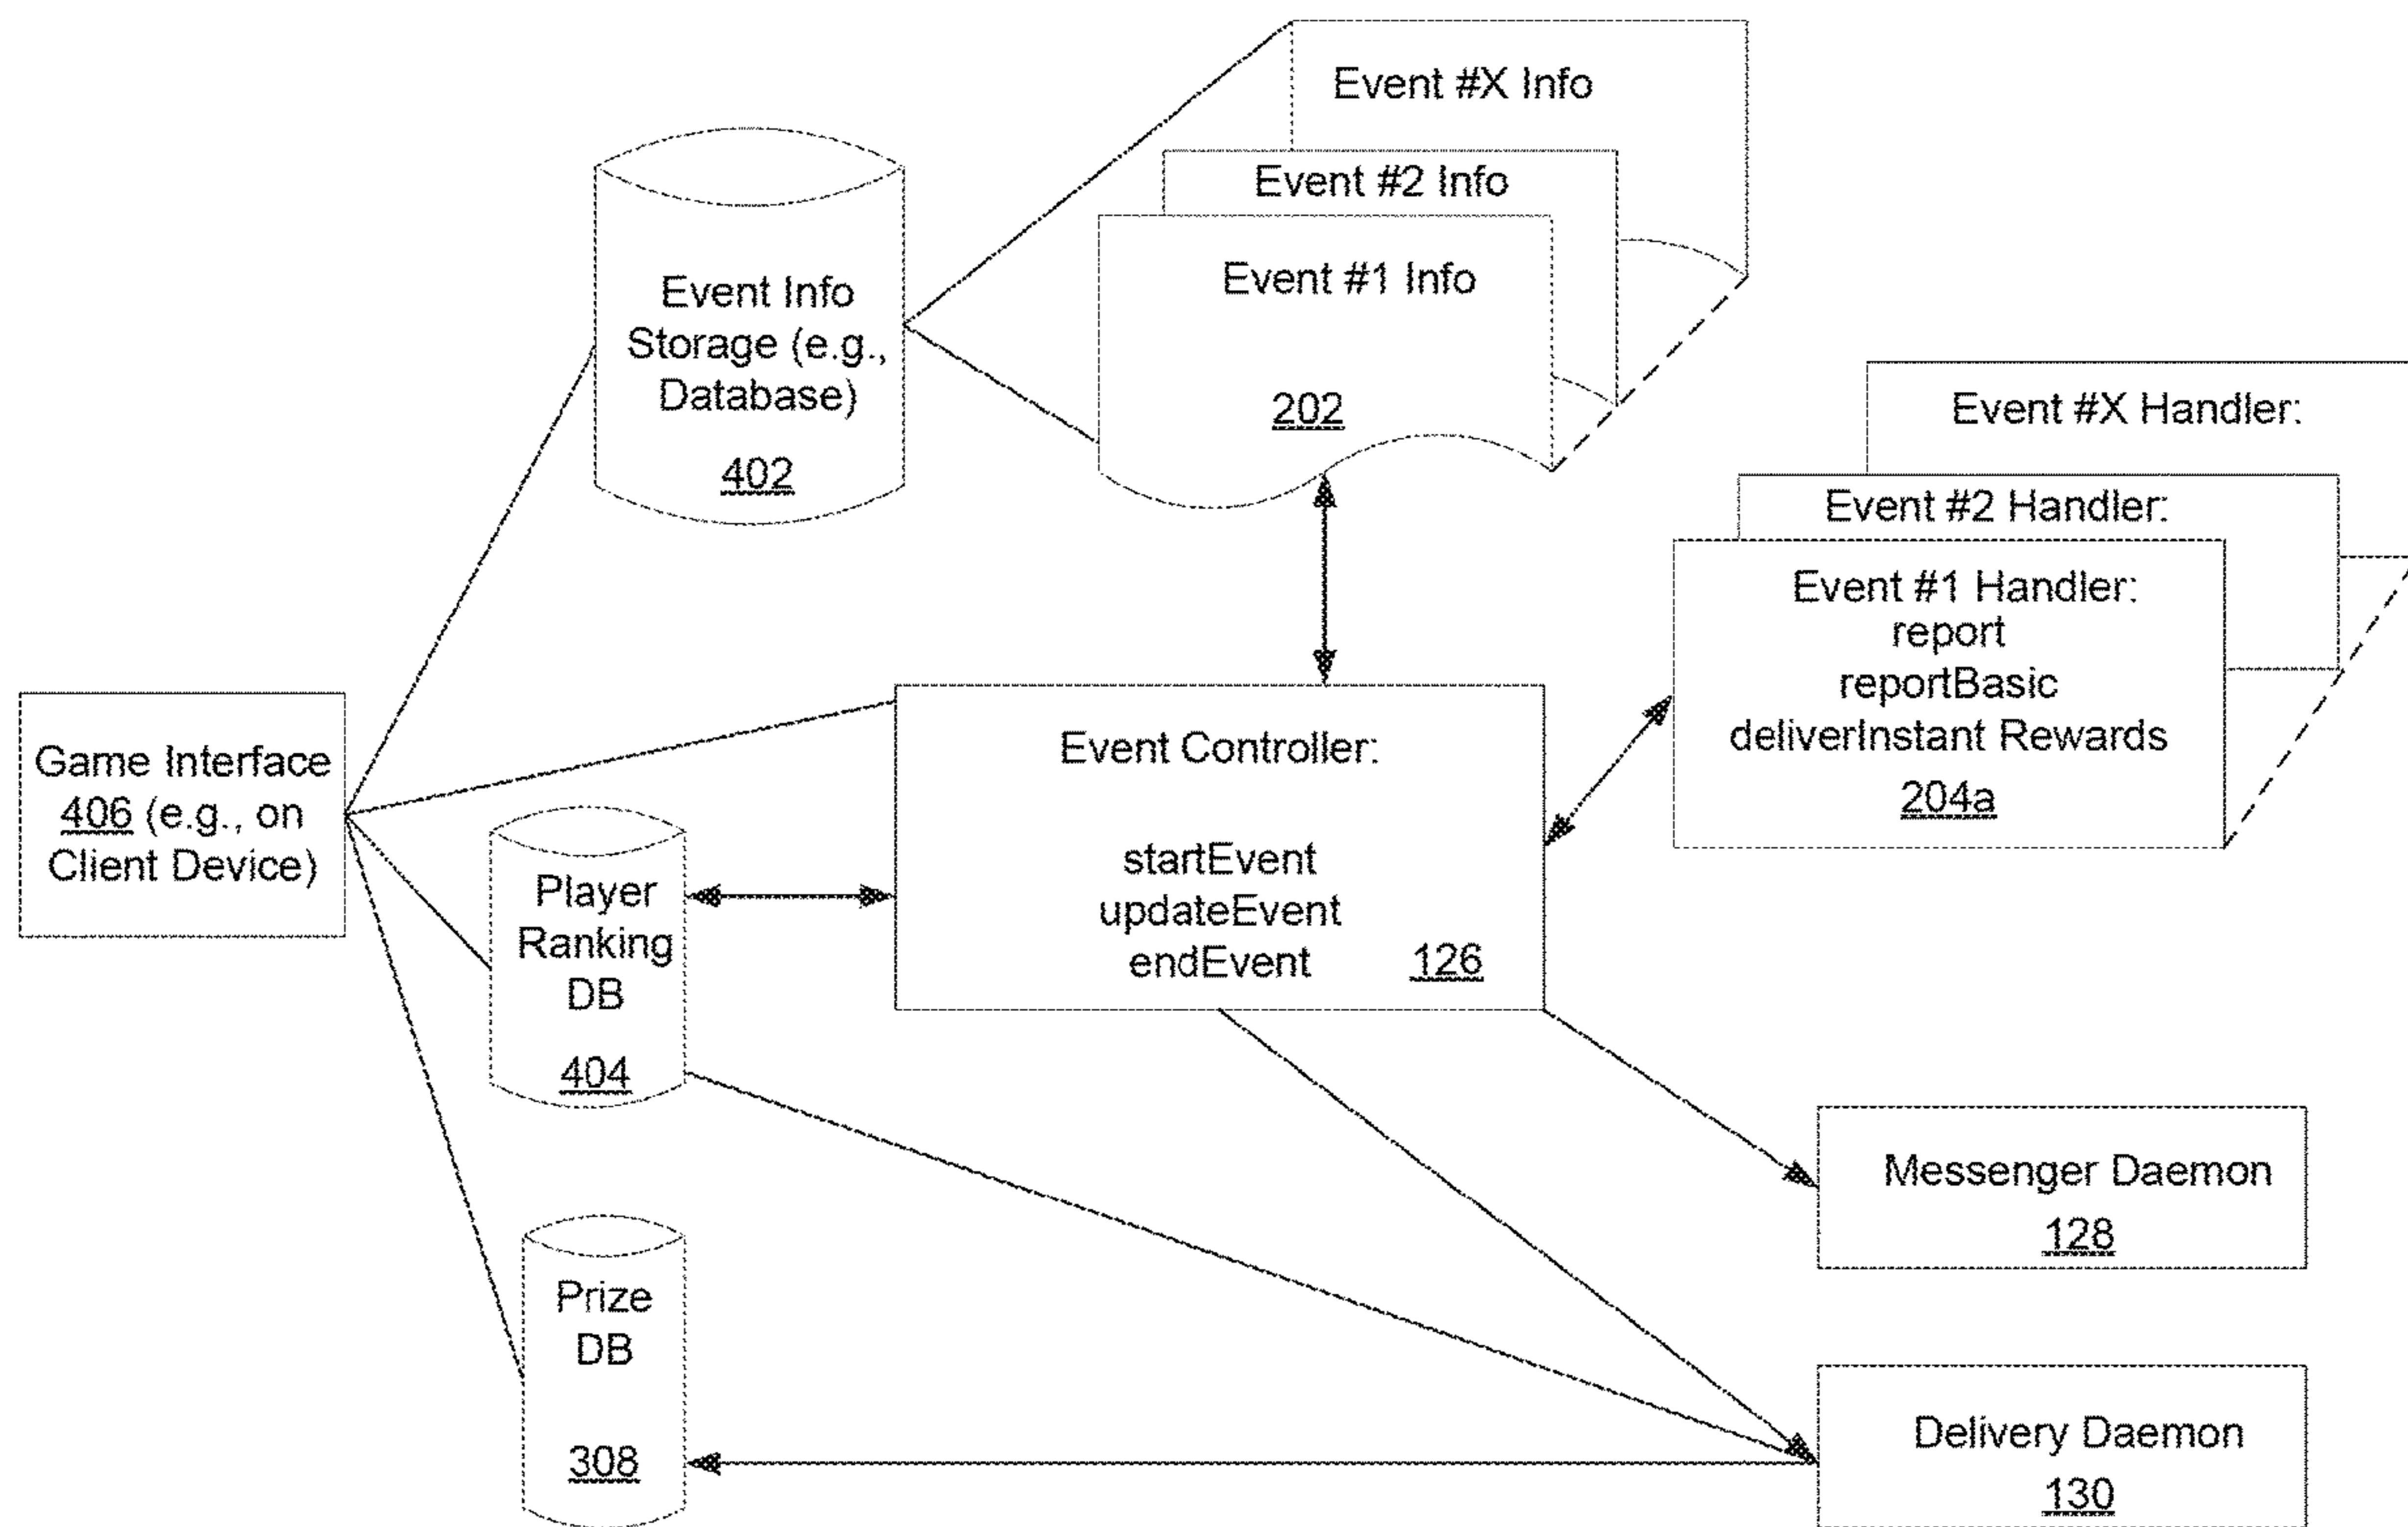 Event #X Info
Event #2 Info
Event #1 Info
202
Event Info
Storage (e.g.,
Database)
402
Event #X Handler:
Event #2 Handler:
Event #1 Handler:
report
reportBasic
deliverInstant Rewards
204a
Game Interface
406 (e.g., on
Client Device)
Event Controller:
startEvent
updateEvent
endEvent
126
Player
Ranking
DB
404
Messenger Daemon
128
Prize
DB
308
Delivery Daemon
130